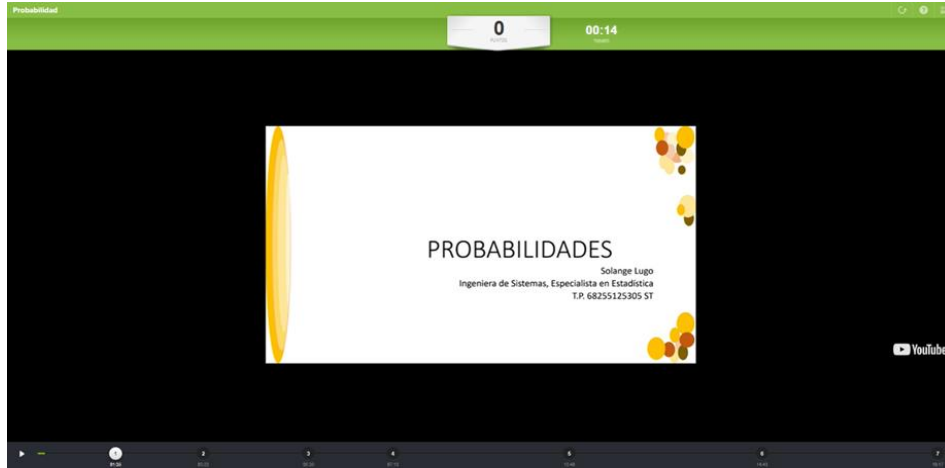 Probabilidad
0
00:14
PROBABILIDADES
Solange Lugo
Ingeniera de Sistemas, Especialista en Estadística
T.P. 68255125305 ST
YouTube
1
2
3
4
5
6
7